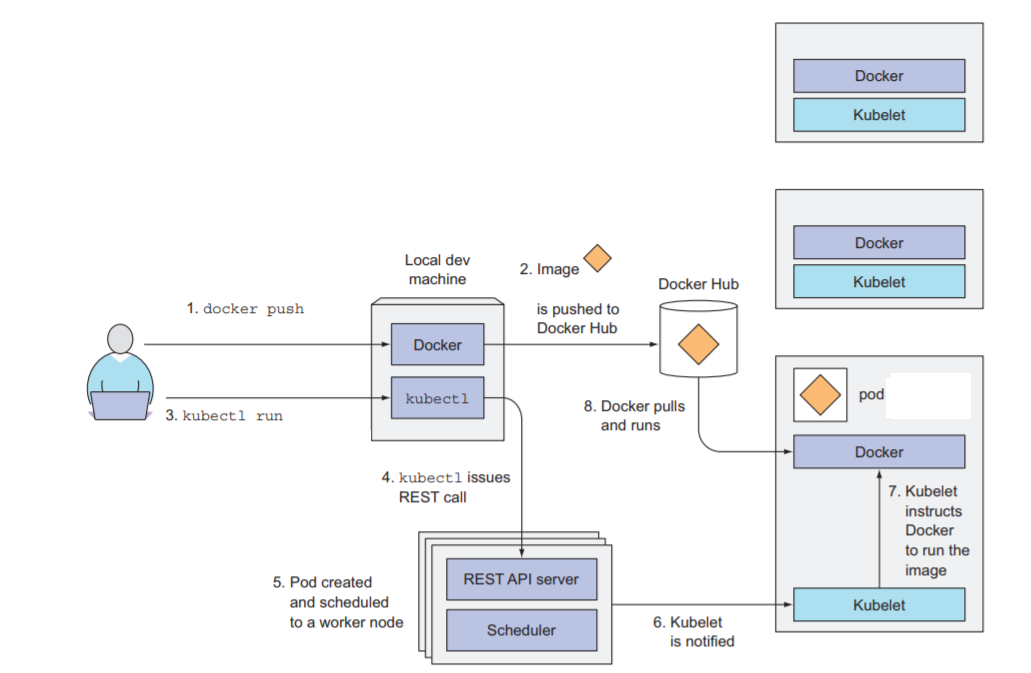 Docker
Kubelet
Docker
Kubelet
Local dev
machine
2. Image
Docker Hub
1. docker push
is pushed to
Docker Hub
Docker
kubectl
3. kubectl run
pod
8. Docker pulls
and runs
Docker
4. kubectl issues
REST call
7. Kubelet
instructs
Docker
to run the
image
REST API server
Scheduler
5. Pod created
and scheduled
to a worker node
6. Kubelet
is notified
Kubelet